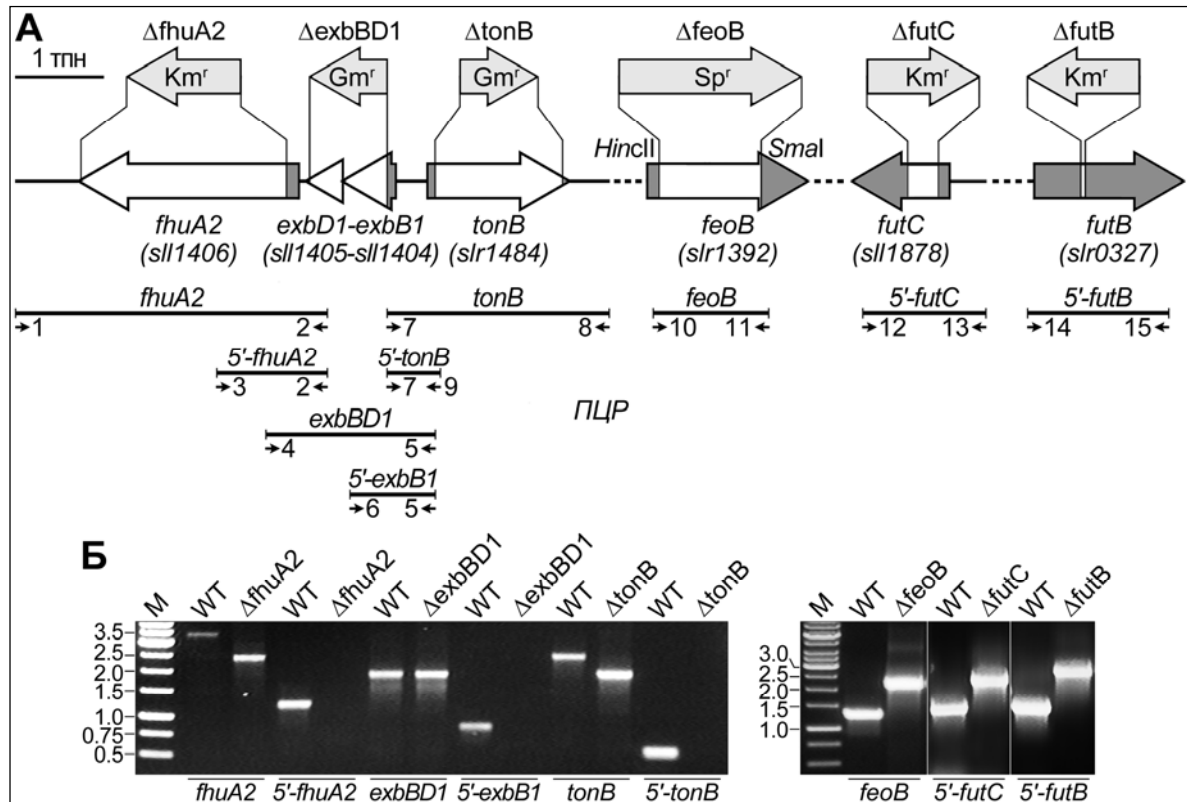 А
ΔfhuA2 ΔexbBD1 ΔtonB ΔfeoB ΔfutC ΔfutB
1 тпн
Kmʳ Gmʳ Gmʳ Spʳ Kmʳ Kmʳ
HincII SmaI
fhuA2 exbD1-exbB1 tonB feoB futC futB
(sll1406) (sll1405-sll1404) (slr1484) (slr1392) (sll1878) (slr0327)
fhuA2 tonB feoB 5'-futC 5'-futB
1 2 7 8 10 11 12 13 14 15
5'-fhuA2 5'-tonB
3 2 7 9
exbBD1 ПЦР
4 5
5'-exbB1
6 5
Б
M WT ΔfhuA2 WT ΔfhuA2 WT ΔexbBD1 WT ΔexbBD1 WT ΔtonB WT ΔtonB
3.5
2.5
2.0
1.5
1.0
0.75
0.5
fhuA2 5'-fhuA2 exbBD1 5'-exbB1 tonB 5'-tonB
M WT ΔfeoB WT ΔfutC WT ΔfutB
3.0
2.5
2.0
1.5
1.0
feoB 5'-futC 5'-futB